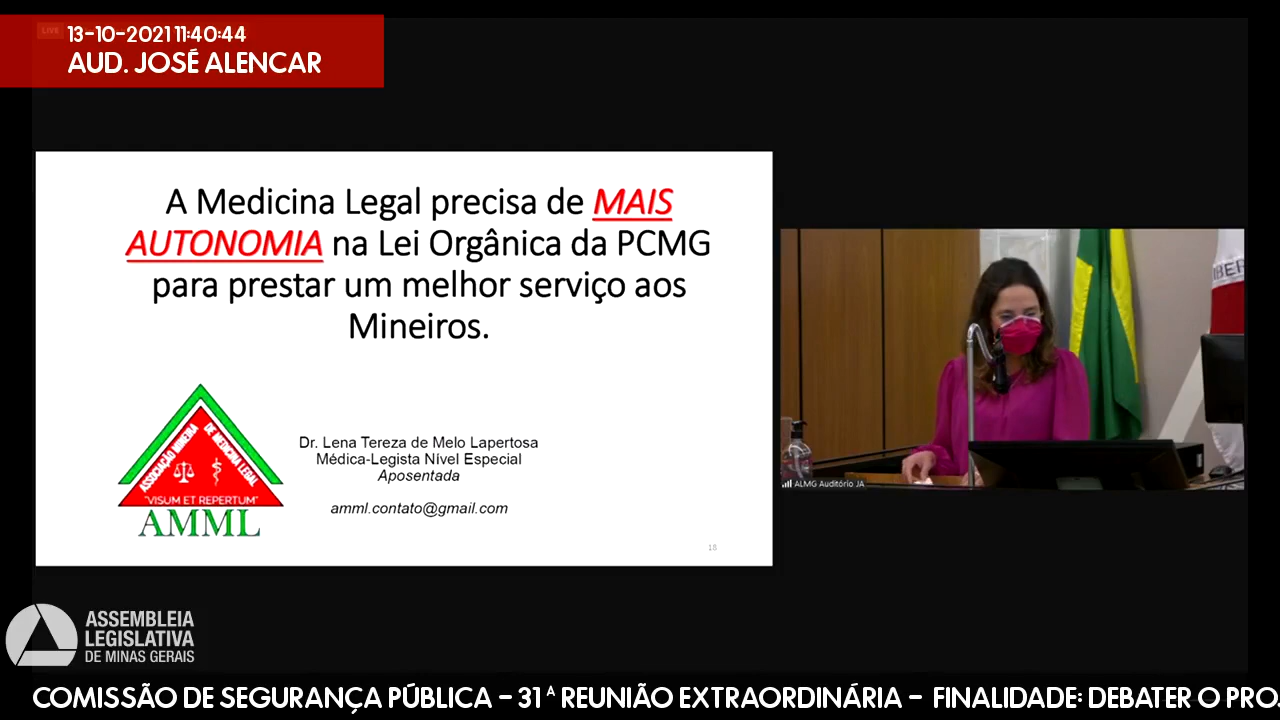 LIVE
13-10-2021 11:40:44
AUD. JOSÉ ALENCAR
A Medicina Legal precisa de MAIS
AUTONOMIA na Lei Orgânica da PCMG
para prestar um melhor serviço aos
Mineiros.
ASSOCIAÇÃO MINEIRA
DE MEDICINA LEGAL
"VISUM ET REPERTUM"
AMML
Dr. Lena Tereza de Melo Lapertosa
Médica-Legista Nível Especial
Aposentada
amml.contato@gmail.com
18
IBER
ALMG Auditório JA
ASSEMBLEIA
LEGISLATIVA
DE MINAS GERAIS
COMISSÃO DE SEGURANÇA PÚBLICA - 31ª REUNIÃO EXTRAORDINÁRIA - FINALIDADE: DEBATER O PRO